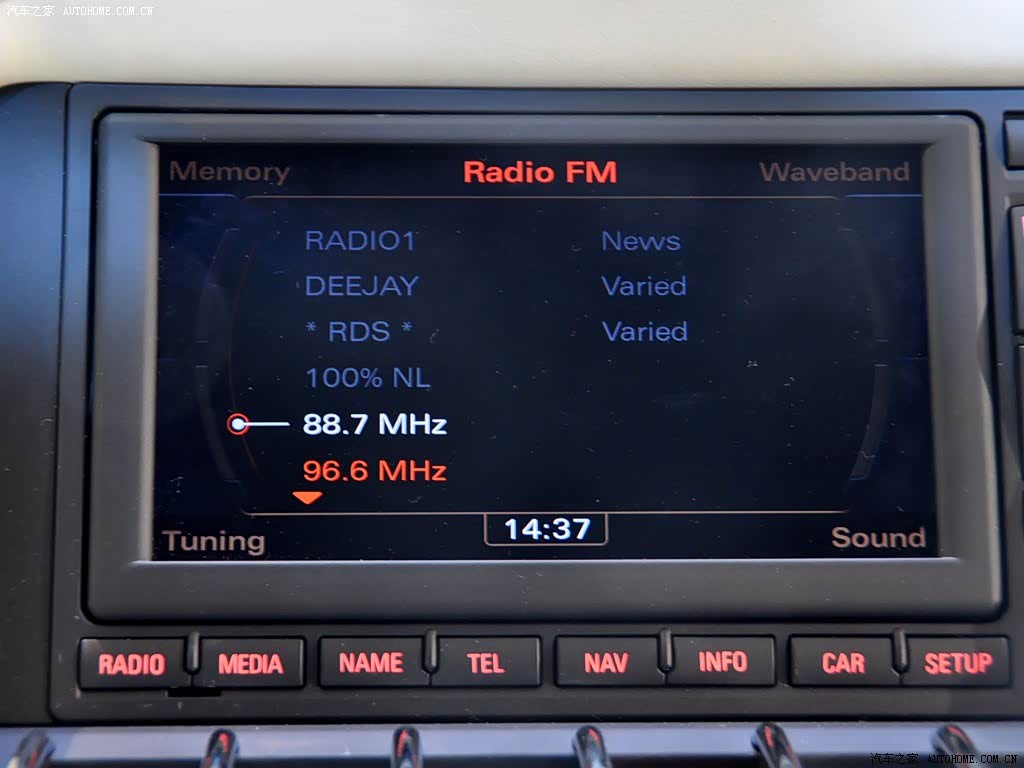 汽车之家 AUTOHOME.COM.CN
Memory Radio FM Waveband
RADIO1 News
DEEJAY Varied
* RDS * Varied
100% NL
88.7 MHz
96.6 MHz
Tuning 14:37 Sound
RADIO MEDIA NAME TEL NAV INFO CAR SETUP
汽车之家 AUTOHOME.COM.CN